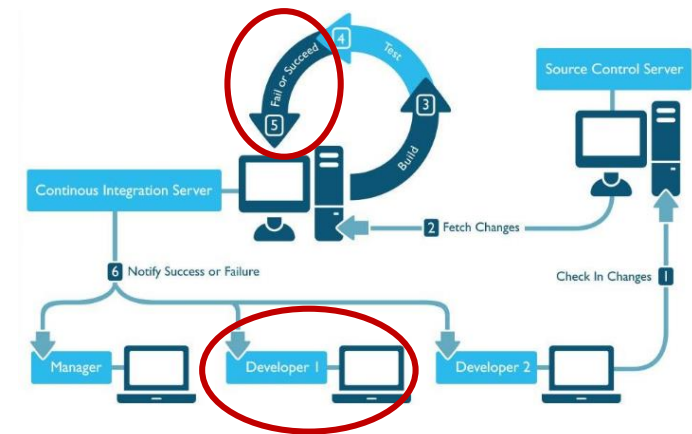 4
Test
Fail or Succeed
5
3
Build
Source Control Server
Continous Integration Server
2 Fetch Changes
6 Notify Success or Failure
Check In Changes 1
Manager
Developer 1
Developer 2